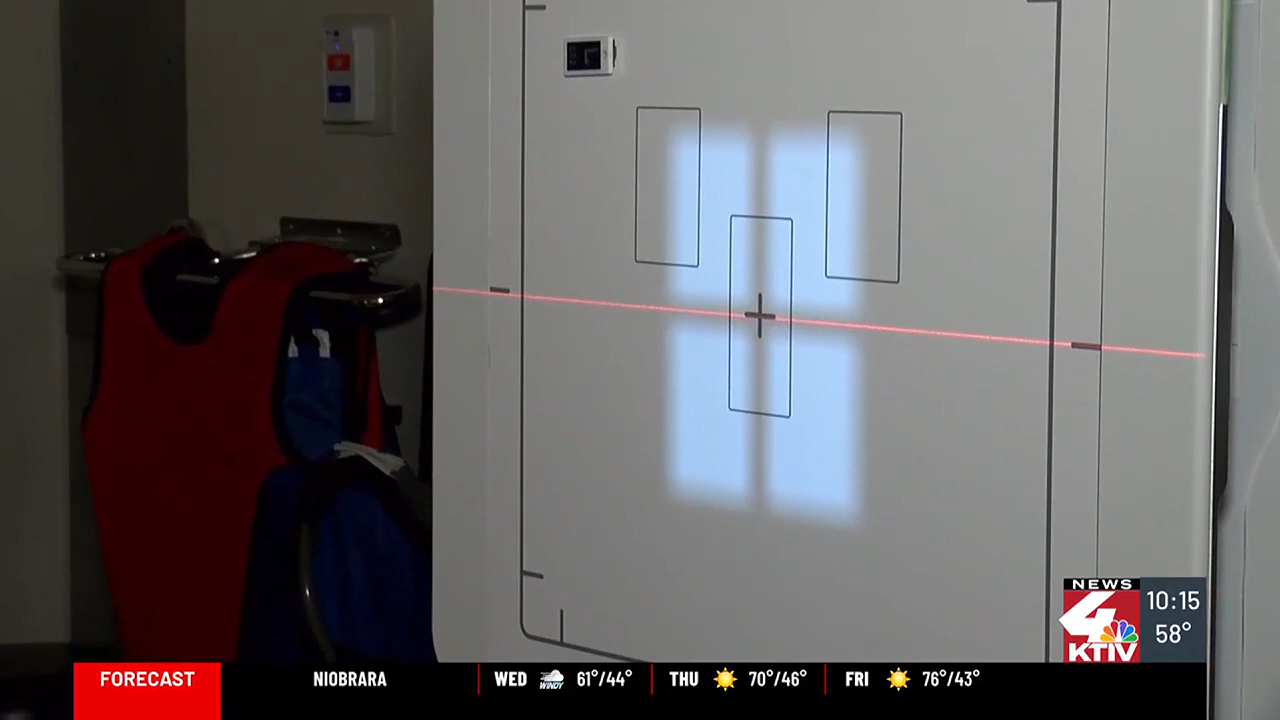 NEWS
4
KTIV
10:15
58°
FORECAST
NIOBRARA
WED
WINDY
61°/44°
THU
70°/46°
FRI
76°/43°